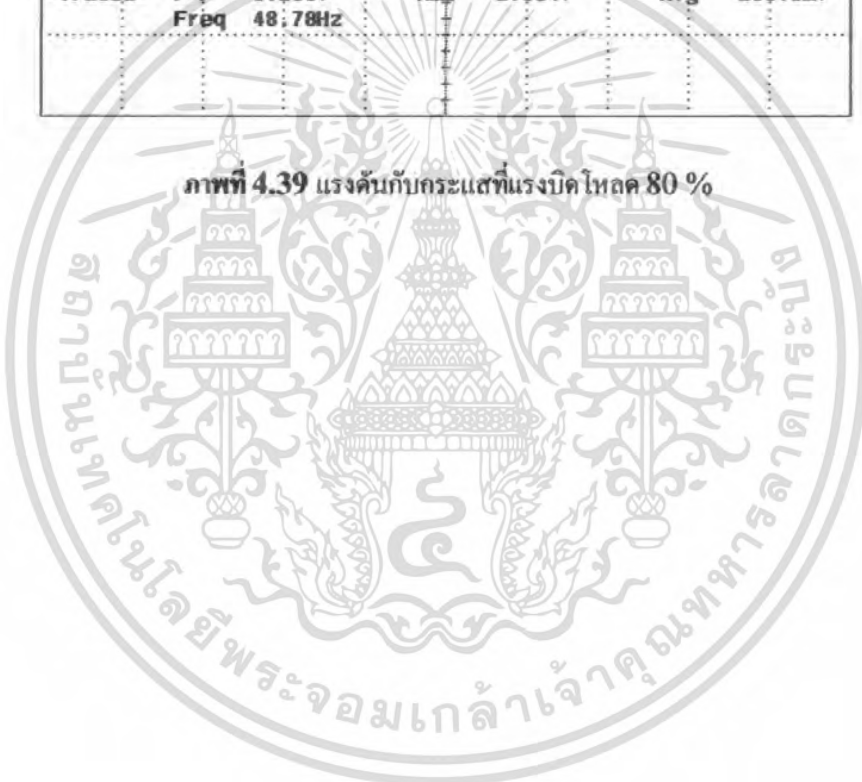 Freq 48.78Hz
ภาพที่ 4.39 แรงดันกับกระแสที่แรงบิดโหลด 80 %
สถาบันเทคโนโลยีพระจอมเกล้าเจ้าคุณทหารลาดกระบัง